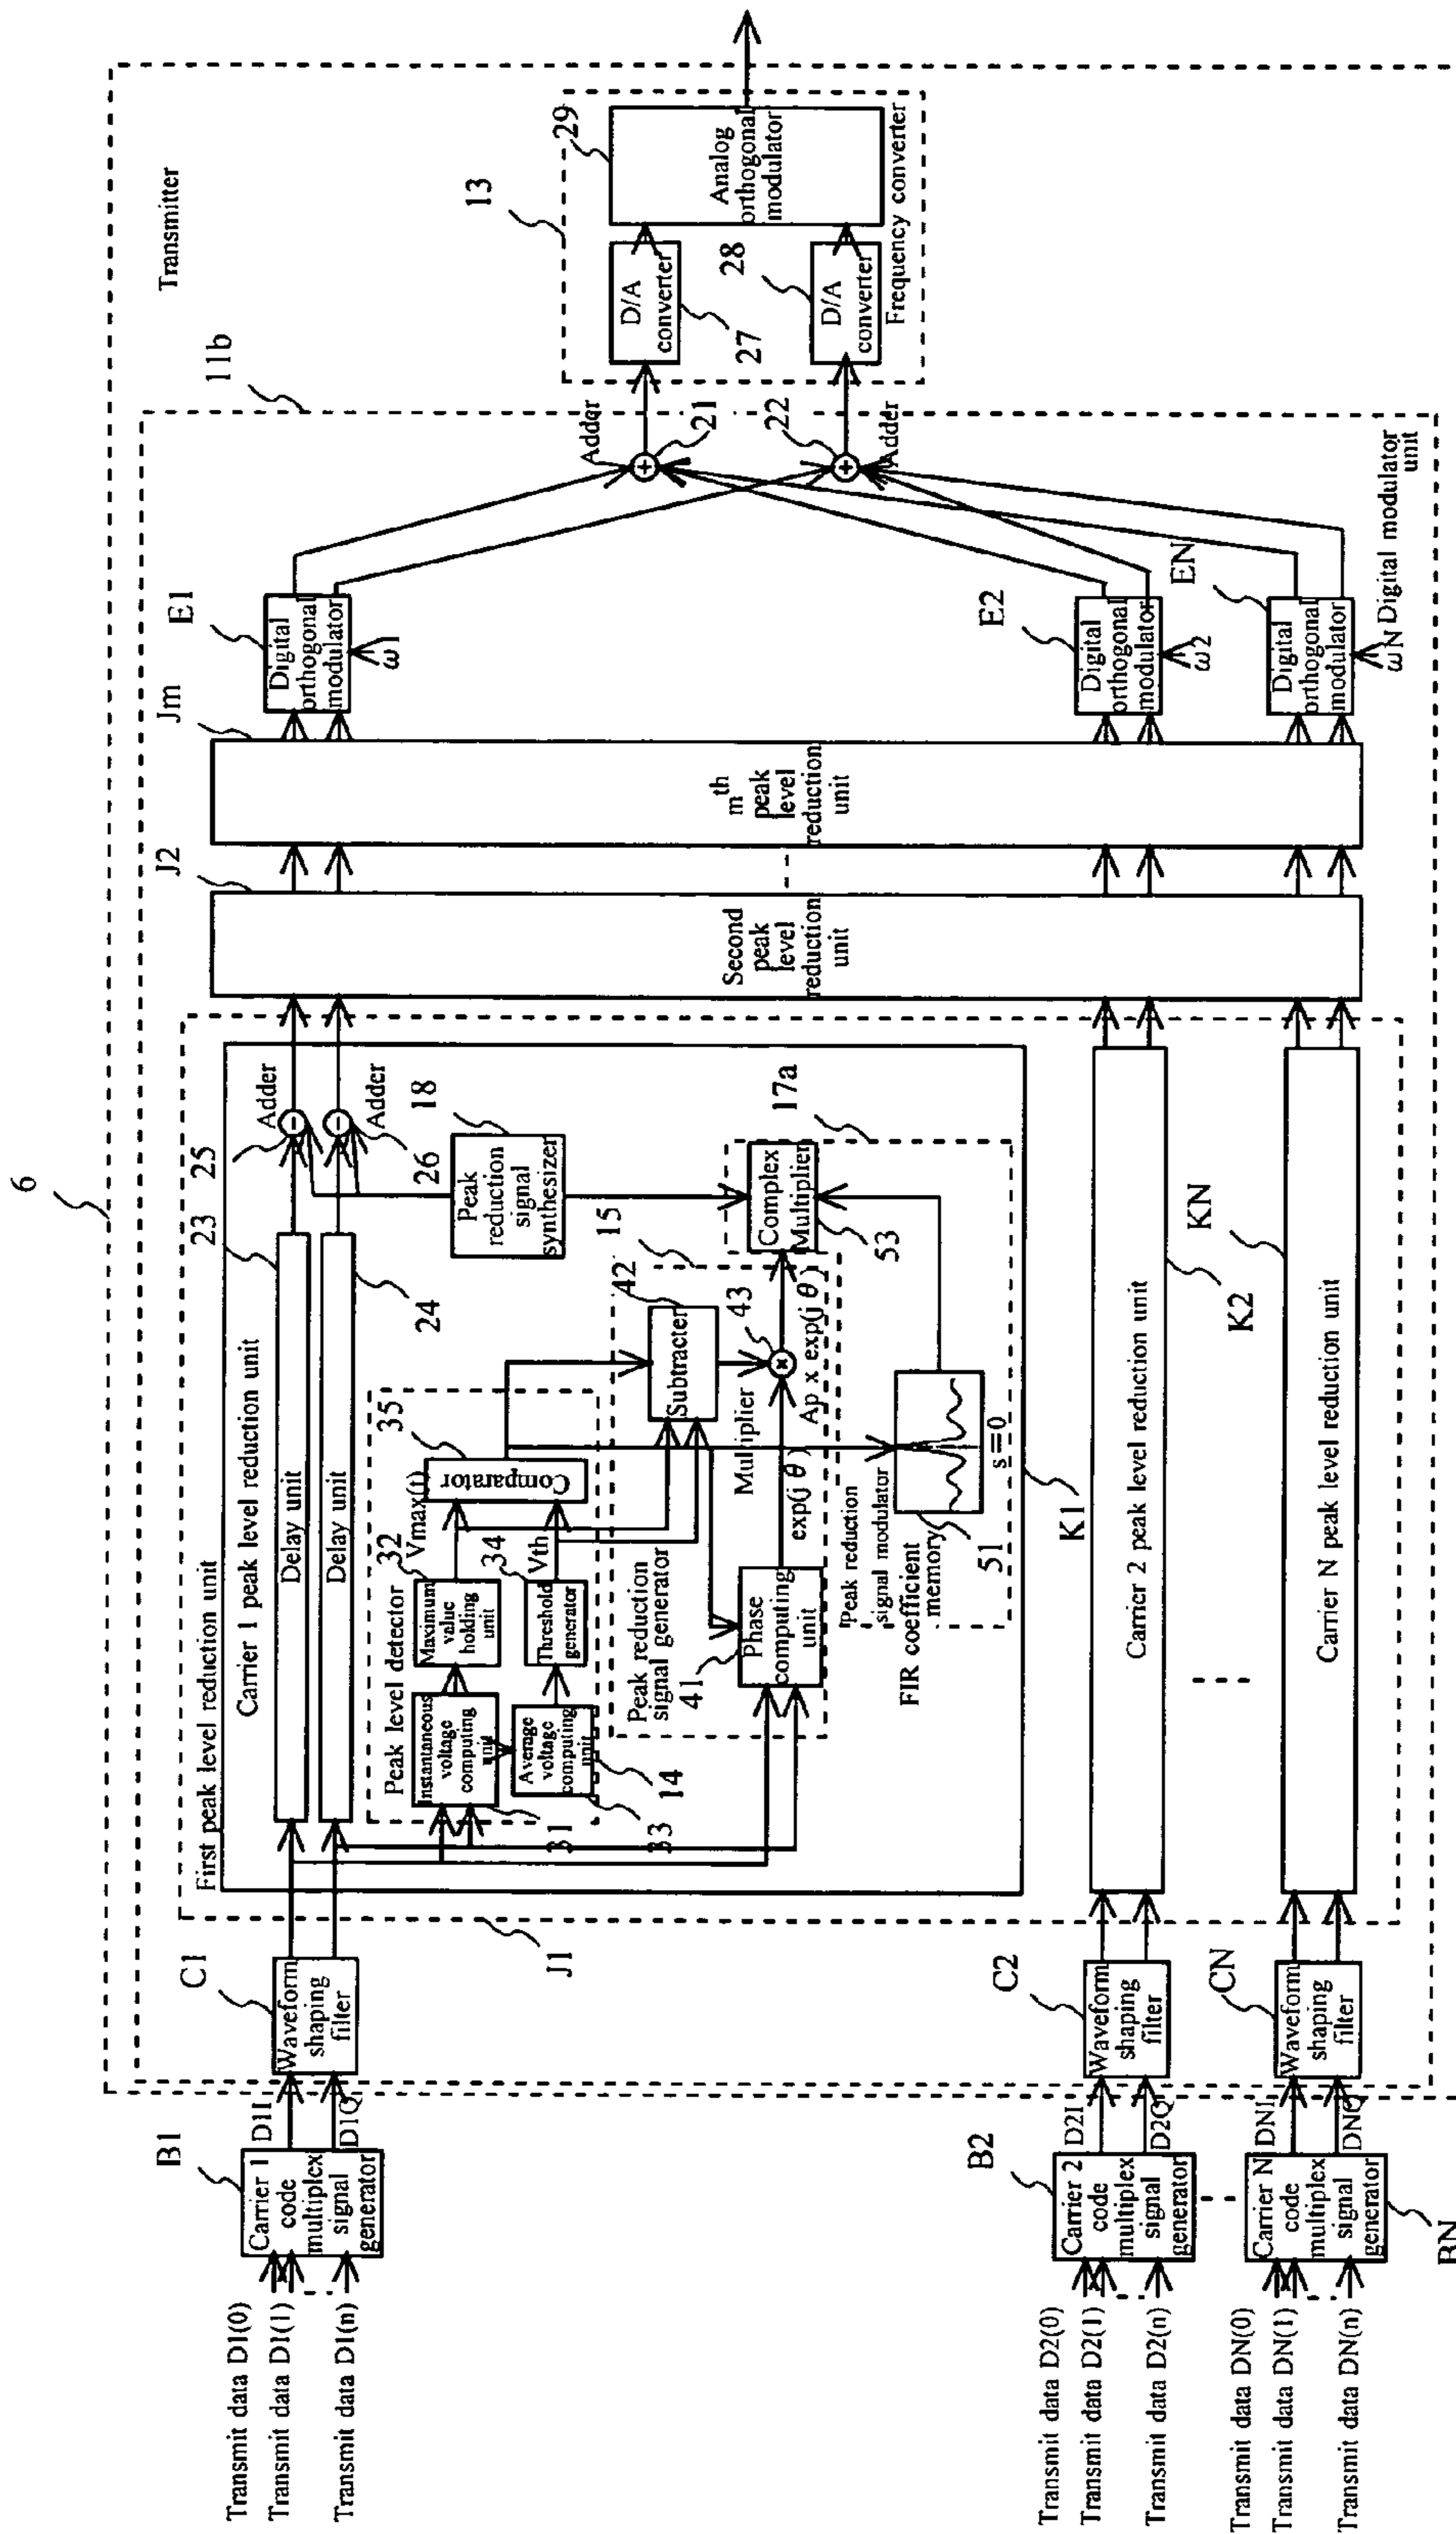 6
Transmitter
11b
13
29
Analog
orthogonal
modulator
D/A
converter
27
28
D/A
converter
Frequency converter
Adder
21
22
Adder
Digital modulator
unit
E1
Digital
orthogonal
modulator
ω1
E2
Digital
orthogonal
modulator
ω2
EN
Digital
orthogonal
modulator
ωN
Jm
mth
peak
level
reduction
unit
J2
Second
peak
level
reduction
unit
First peak level reduction unit
Carrier 1 peak level reduction unit
23
Delay unit
Delay unit
24
25
Adder
Adder
26
18
Peak
reduction
signal
synthesizer
17a
Complex
Multiplier
53
15
42
Subtracter
43
Multiplier
Ap x exp(j θ)
exp(j θ)
35
Comparator
Vmax(t)
32
Maximum
value
holding
unit
34
Vth
Threshold
generator
Peak level detector
Instantaneous
voltage
computing
unit
31
Average
voltage
computing
unit
33
14
Peak reduction
signal generator
41
Phase
computing
unit
Peak reduction
signal modulator
FIR coefficient
memory
51
s=0
K1
Carrier 2 peak level reduction unit
K2
Carrier N peak level reduction unit
KN
J1
C1
Waveform
shaping
filter
C2
Waveform
shaping
filter
CN
Waveform
shaping
filter
B1
D1I
D1Q
Carrier 1
code
multiplex
signal
generator
Transmit data D1(0)
Transmit data D1(1)
Transmit data D1(n)
B2
D2I
D2Q
Carrier 2
code
multiplex
signal
generator
Transmit data D2(0)
Transmit data D2(1)
Transmit data D2(n)
DNI
DNQ
Carrier N
code
multiplex
signal
generator
BN
Transmit data DN(0)
Transmit data DN(1)
Transmit data DN(n)